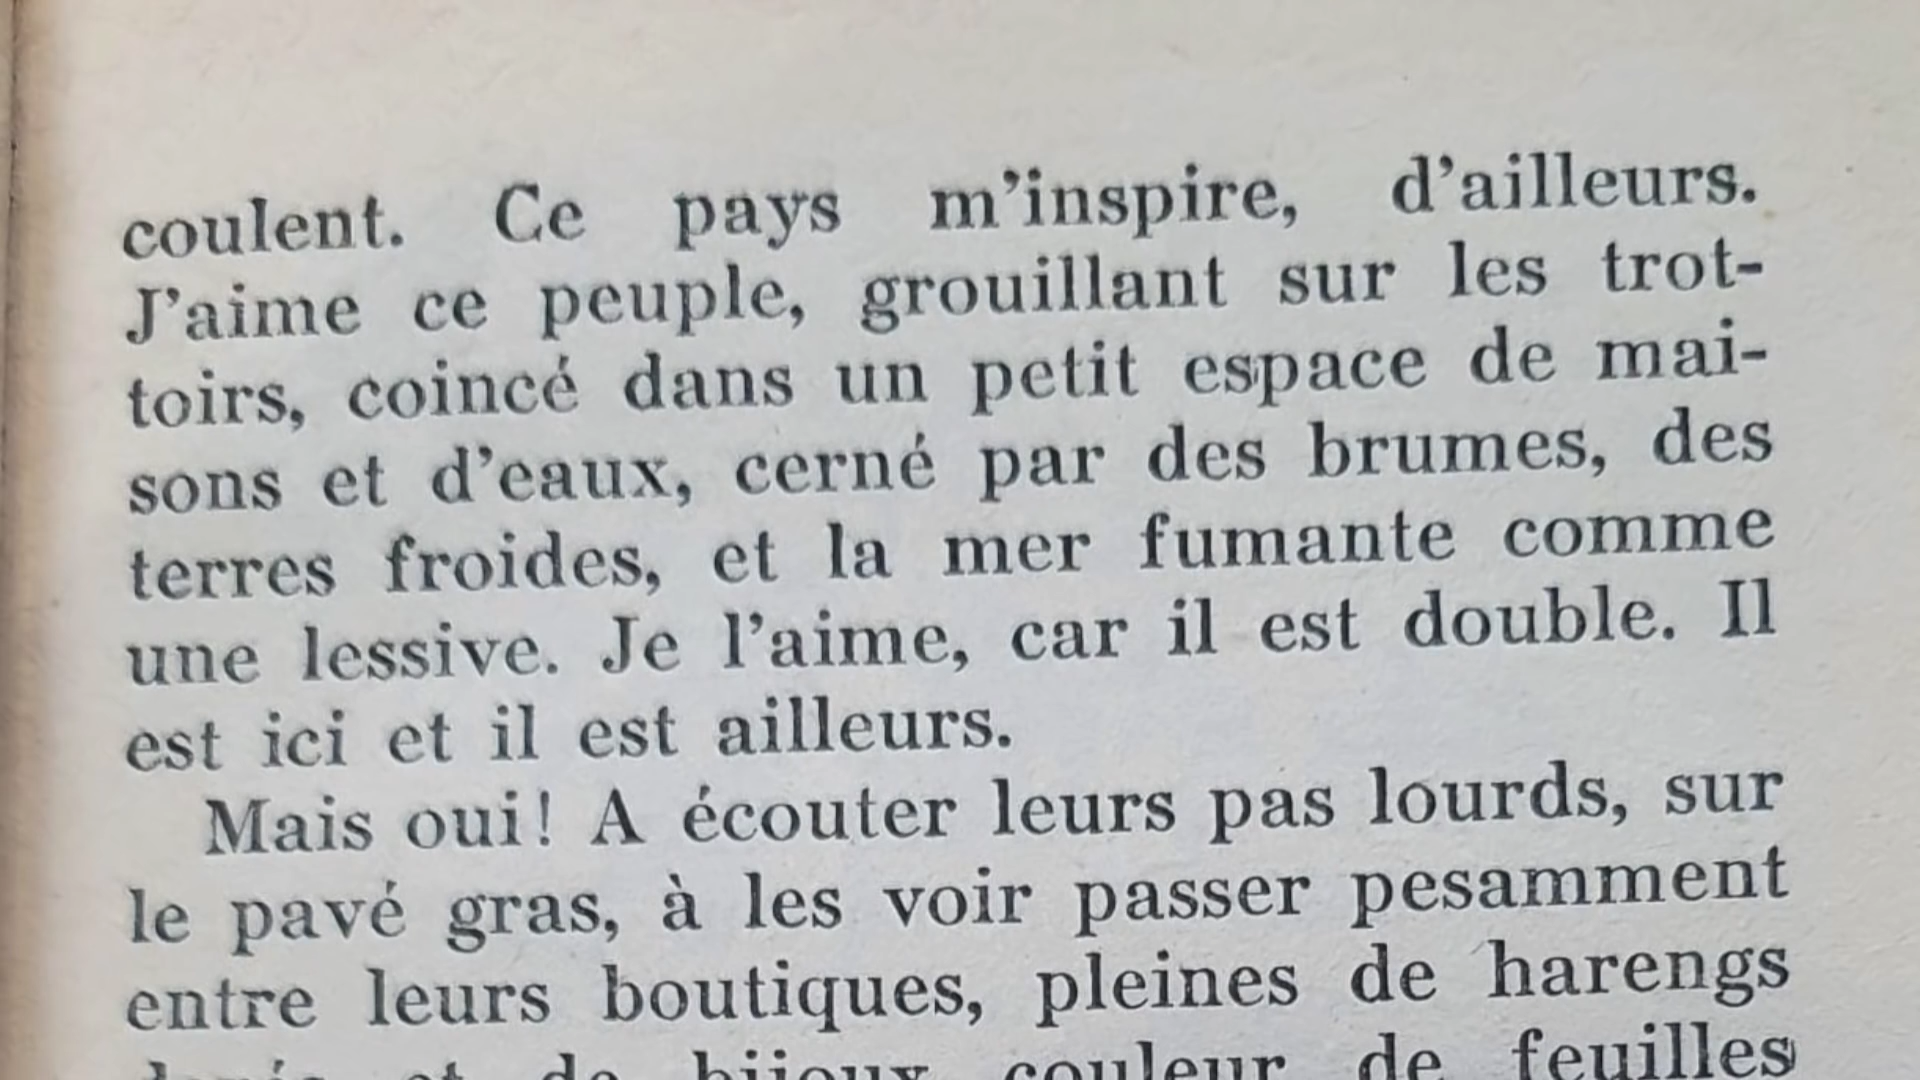 coulent. Ce pays m'inspire, d'ailleurs.
J'aime ce peuple, grouillant sur les trot-
toirs, coincé dans un petit espace de mai-
sons et d'eaux, cerné par des brumes, des
terres froides, et la mer fumante comme
une lessive. Je l'aime, car il est double. Il
est ici et il est ailleurs.
Mais oui! A écouter leurs pas lourds, sur
le pavé gras, à les voir passer pesamment
entre leurs boutiques, pleines de harengs
et de bijoux couleur de feuilles